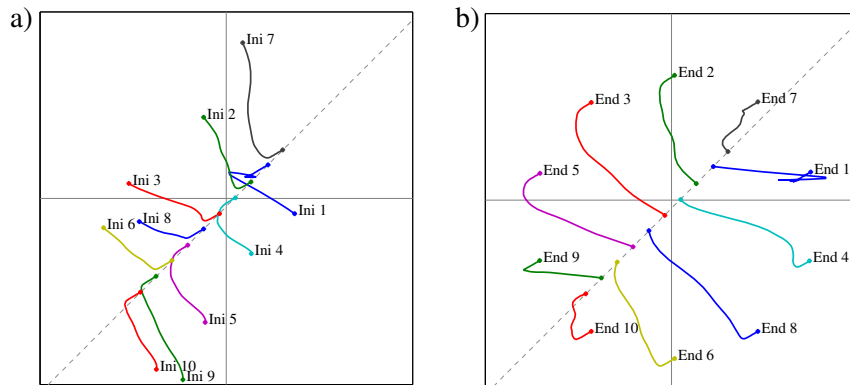 a)
Ini 7
Ini 2
Ini 3
Ini 6
Ini 8
Ini 1
Ini 4
Ini 5
Ini 10
Ini 9
b)
End 2
End 3
End 7
End 5
End 1
End 9
End 4
End 10
End 8
End 6